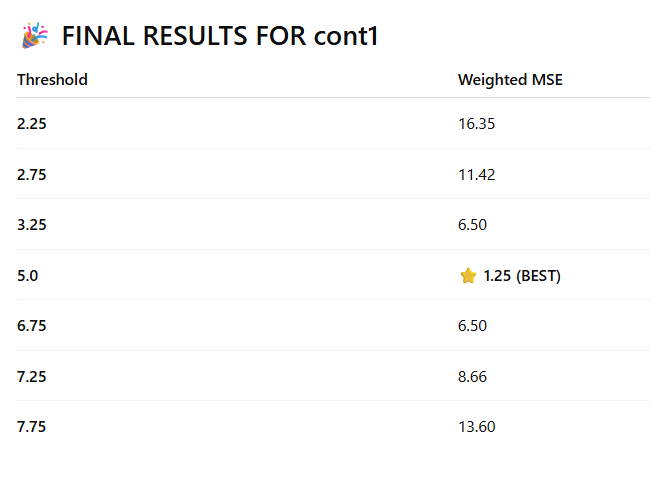 🎉 FINAL RESULTS FOR cont1
Threshold Weighted MSE
2.25 16.35
2.75 11.42
3.25 6.50
5.0 ⭐ 1.25 (BEST)
6.75 6.50
7.25 8.66
7.75 13.60